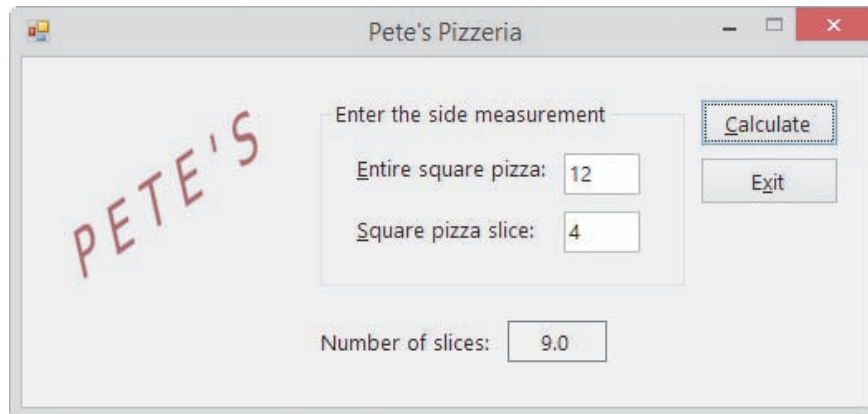 Pete's Pizzeria
PETE'S
Enter the side measurement
Entire square pizza: 12
Square pizza slice: 4
Calculate
Exit
Number of slices: 9.0